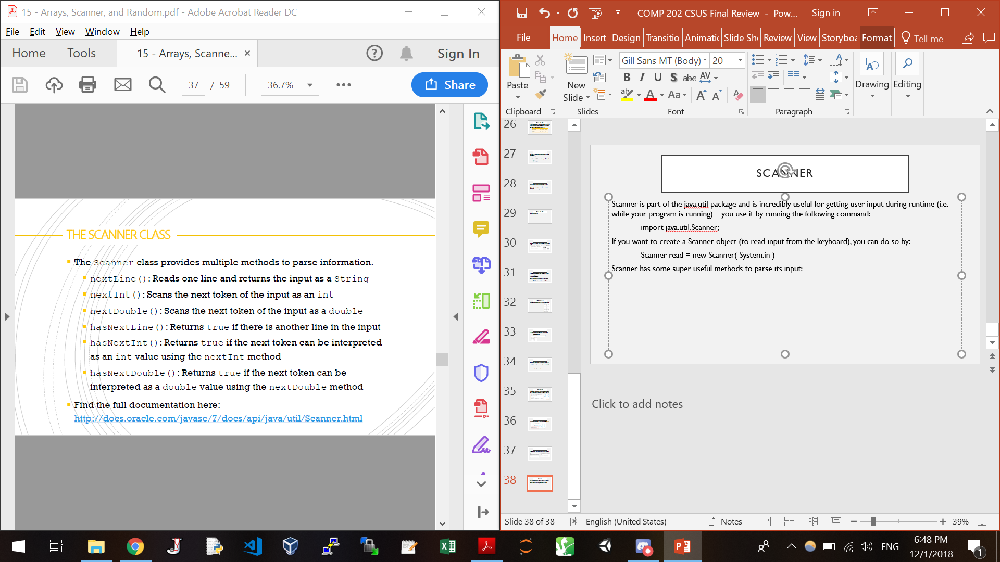 15 - Arrays, Scanner, and Random.pdf - Adobe Acrobat Reader DC
File Edit View Window Help
Home Tools 15 - Arrays, Scanne... × Sign In
37 / 59 36.7% Share
THE SCANNER CLASS
The Scanner class provides multiple methods to parse information.
nextLine(): Reads one line and returns the input as a String
nextInt(): Scans the next token of the input as an int
nextDouble(): Scans the next token of the input as a double
hasNextLine(): Returns true if there is another line in the input
hasNextInt(): Returns true if the next token can be interpreted
as an int value using the nextInt method
hasNextDouble(): Returns true if the next token can be
interpreted as a double value using the nextDouble method
Find the full documentation here:
http://docs.oracle.com/javase/7/docs/api/java/util/Scanner.html
COMP 202 CSUS Final Review - Pow... Sign in
File Home Insert Design Transitio Animatic Slide Sh Review View Storyboa Format Tell me
Paste New Slide Gill Sans MT (Body) 20 Drawing Editing
B I U S abc AV
ab A Aa A A
Clipboard Slides Font Paragraph
26
27
28
29
30
31
32
33
34
35
36
37
38
SCANNER
Scanner is part of the java.util package and is incredibly useful for getting user input during runtime (i.e.
while your program is running) – you use it by running the following command:
import java.util.Scanner;
If you want to create a Scanner object (to read input from the keyboard), you can do so by:
Scanner read = new Scanner( System.in )
Scanner has some super useful methods to parse its input:
Click to add notes
Slide 38 of 38 English (United States) Notes 39%
ENG 6:48 PM
12/1/2018 1